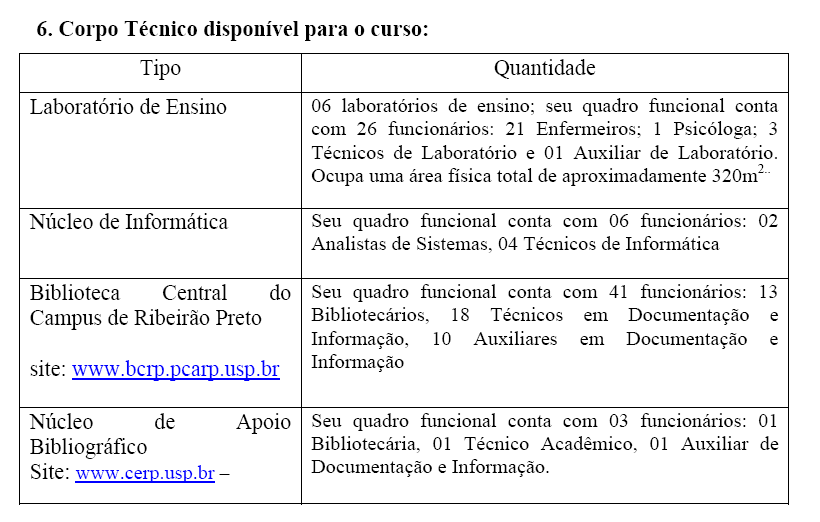 6. Corpo Técnico disponível para o curso:
Tipo
Quantidade
Laboratório de Ensino
06 laboratórios de ensino; seu quadro funcional conta
com 26 funcionários: 21 Enfermeiros; 1 Psicóloga; 3
Técnicos de Laboratório e 01 Auxiliar de Laboratório.
Ocupa uma área física total de aproximadamente 320m2..
Núcleo de Informática
Seu quadro funcional conta com 06 funcionários: 02
Analistas de Sistemas, 04 Técnicos de Informática
Biblioteca Central do
Campus de Ribeirão Preto
site: www.bcrp.pcarp.usp.br
Seu quadro funcional conta com 41 funcionários: 13
Bibliotecários, 18 Técnicos em Documentação e
Informação, 10 Auxiliares em Documentação e
Informação
Núcleo de Apoio
Bibliográfico
Site: www.cerp.usp.br –
Seu quadro funcional conta com 03 funcionários: 01
Bibliotecária, 01 Técnico Acadêmico, 01 Auxiliar de
Documentação e Informação.